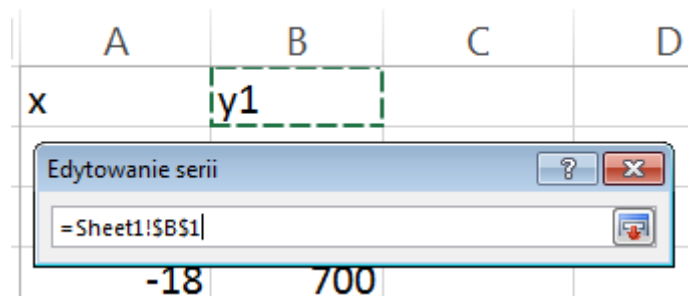 A B C D
x y1
Edytowanie serii ?
=Sheet1!$B$1
-18 700